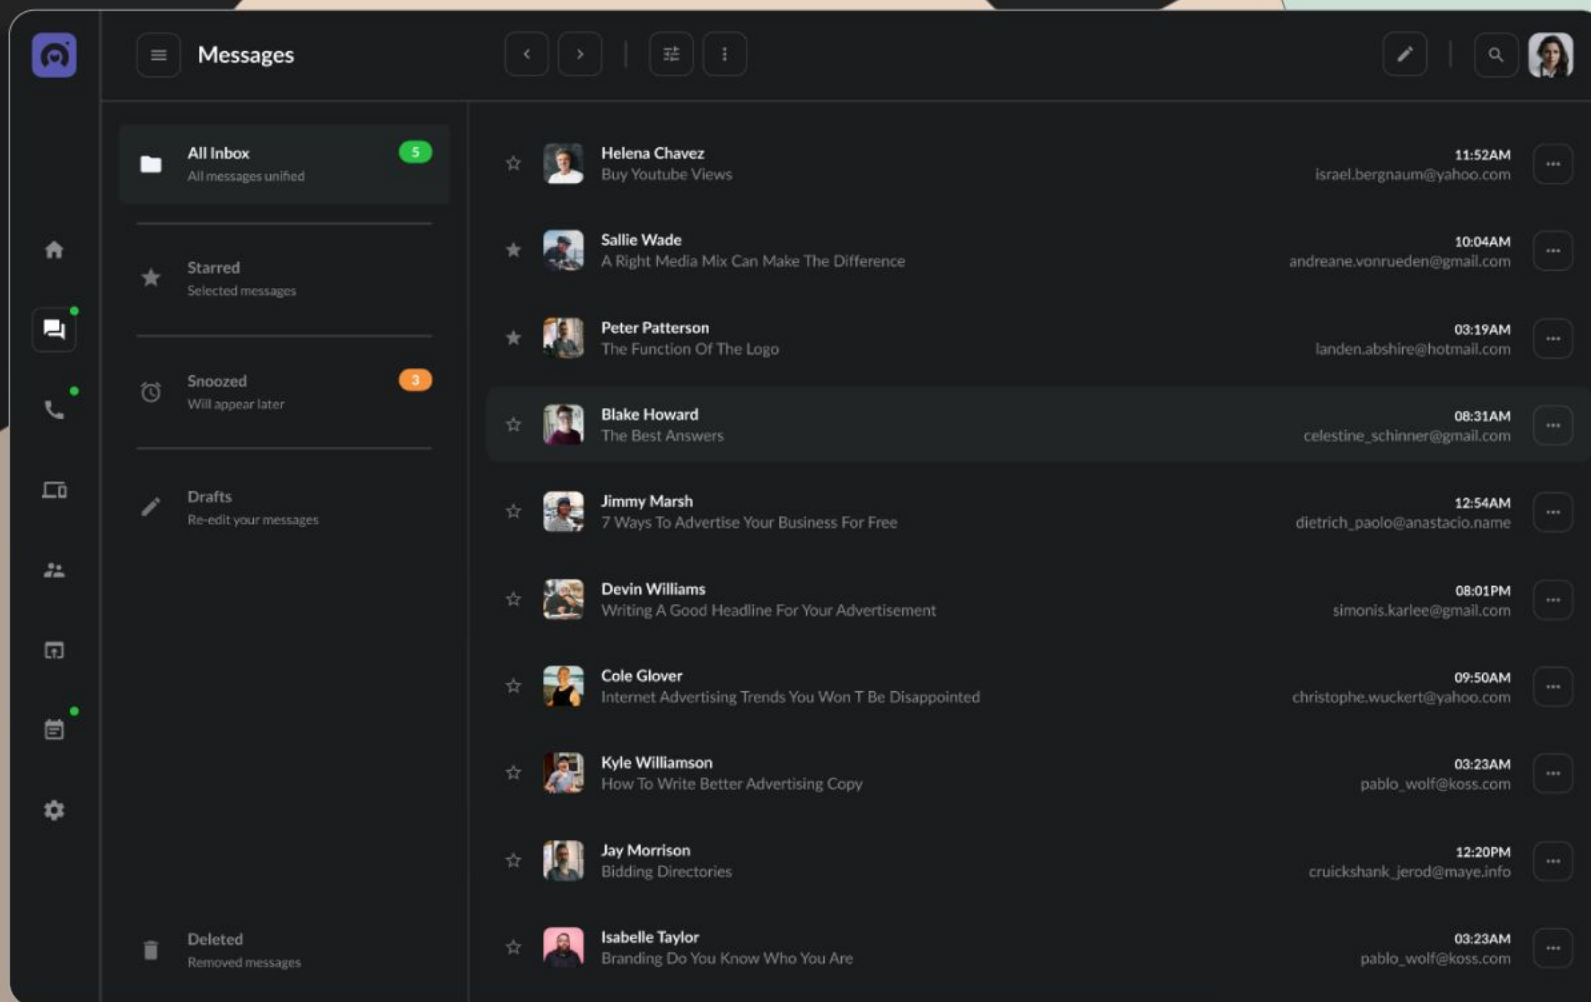 Messages
All Inbox
5
All messages unified
Starred
Selected messages
Snoozed
3
Will appear later
Drafts
Re-edit your messages
Deleted
Removed messages
Helena Chavez
11:52AM
Buy Youtube Views
israel.bergnaum@yahoo.com
Sallie Wade
10:04AM
A Right Media Mix Can Make The Difference
andreane.vonrueden@gmail.com
Peter Patterson
03:19AM
The Function Of The Logo
landen.abshire@hotmail.com
Blake Howard
08:31AM
The Best Answers
celestine_schinner@gmail.com
Jimmy Marsh
12:54AM
7 Ways To Advertise Your Business For Free
dietrich_paolo@anastacio.name
Devin Williams
08:01PM
Writing A Good Headline For Your Advertisement
simonis.karlee@gmail.com
Cole Glover
09:50AM
Internet Advertising Trends You Won T Be Disappointed
christophe.wuckert@yahoo.com
Kyle Williamson
03:23AM
How To Write Better Advertising Copy
pablo_wolf@koss.com
Jay Morrison
12:20PM
Bidding Directories
cruickshank_jerod@maye.info
Isabelle Taylor
03:23AM
Branding Do You Know Who You Are
pablo_wolf@koss.com